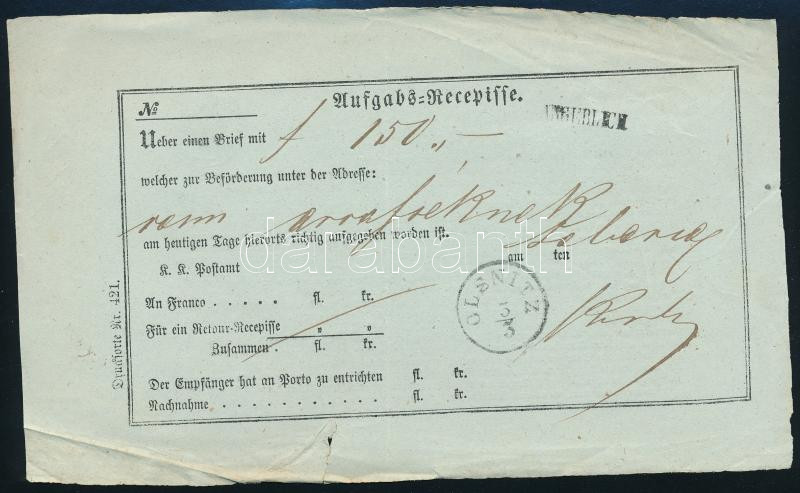 №
Aufgabs=Recepisse.
ANGEBLICH
Ueber einen Brief mit f 150 „ —
welcher zur Beförderung unter der Adresse:
am heutigen Tage hierorts richtig aufgegeben worden ist.
K. K. Postamt am ten
An Franco . . . . . fl. kr.
Für ein Retour-Recepisse „ „
Zusammen . fl. kr.
OLSNITZ
Der Empfänger hat an Porto zu entrichten fl. kr.
Nachnahme . . . . . . . . . . . fl. kr.
Drucksorte Nr. 421.
darabanth